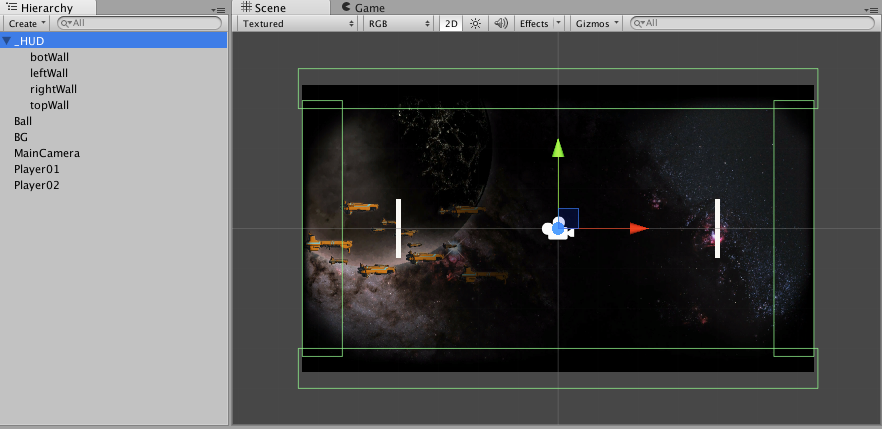 Hierarchy
Create All
_HUD
botWall
leftWall
rightWall
topWall
Ball
BG
MainCamera
Player01
Player02
Scene Game
Textured RGB 2D Effects Gizmos All